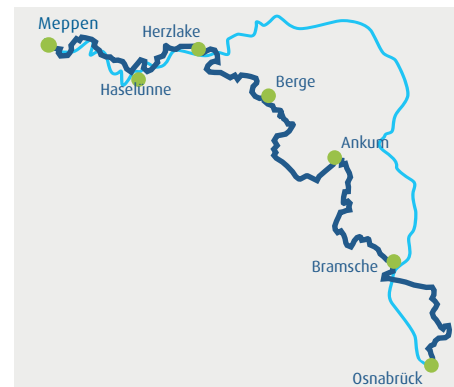 Meppen
Herzlake
Haselünne
Berge
Ankum
Bramsche
Osnabrück